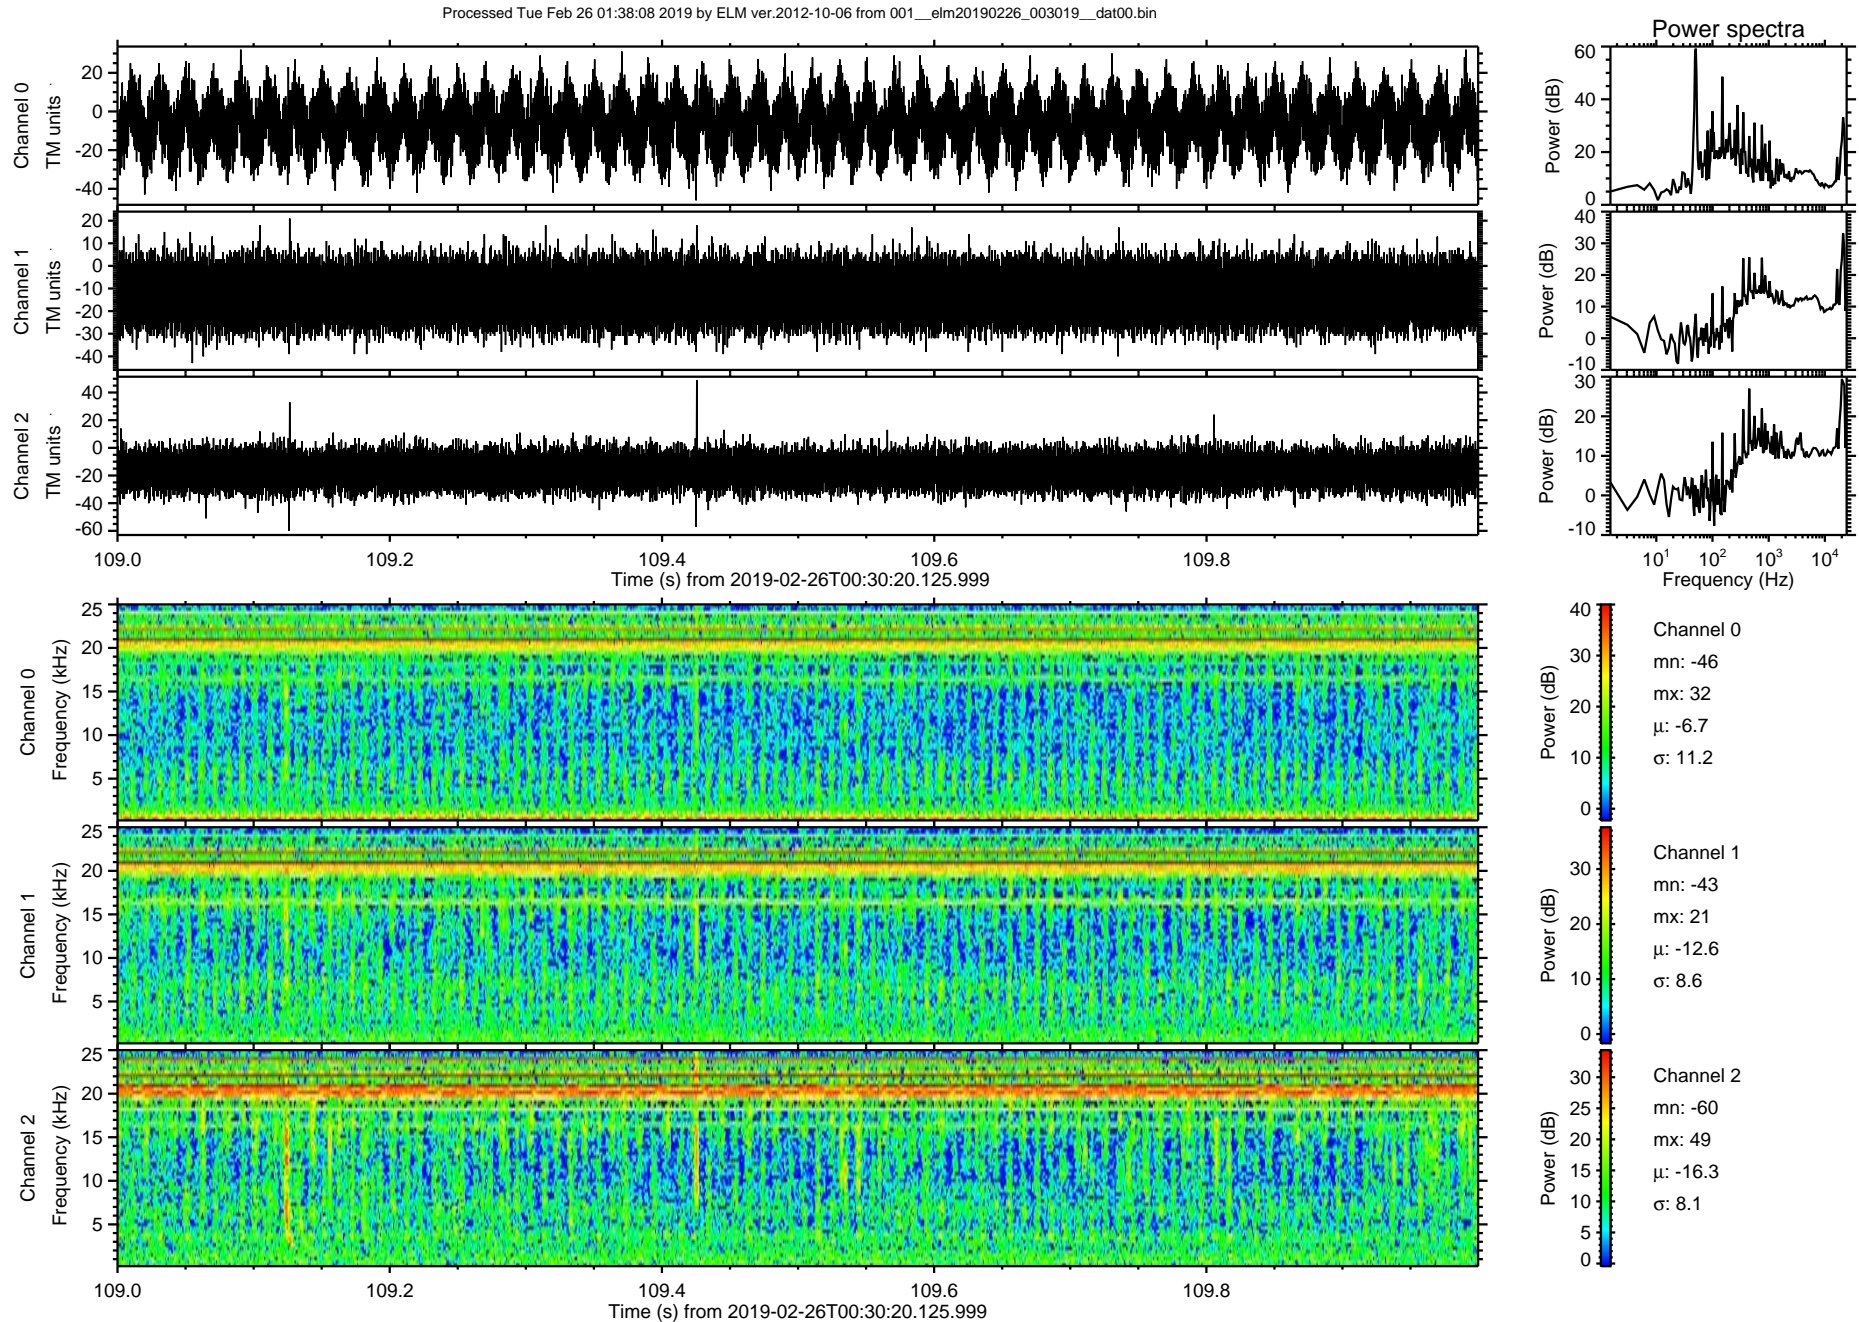 Processed Tue Feb 26 01:38:08 2019 by ELM ver.2012-10-06 from 001__elm20190226_003019__dat00.bin
Power spectra
Channel 0
TM units
20
0
-20
-40
Power (dB)
60
40
20
0
Channel 1
TM units
20
10
0
-10
-20
-30
-40
Power (dB)
40
30
20
10
0
-10
Channel 2
TM units
40
20
0
-20
-40
-60
Power (dB)
30
20
10
0
-10
109.0 109.2 109.4 109.6 109.8
Time (s) from 2019-02-26T00:30:20.125.999
10^1 10^2 10^3 10^4
Frequency (Hz)
Channel 0
Frequency (kHz)
25
20
15
10
5
Power (dB)
40
30
20
10
0
Channel 0
mn: -46
mx: 32
μ: -6.7
σ: 11.2
Channel 1
Frequency (kHz)
25
20
15
10
5
Power (dB)
30
20
10
0
Channel 1
mn: -43
mx: 21
μ: -12.6
σ: 8.6
Channel 2
Frequency (kHz)
25
20
15
10
5
Power (dB)
30
25
20
15
10
5
0
Channel 2
mn: -60
mx: 49
μ: -16.3
σ: 8.1
109.0 109.2 109.4 109.6 109.8
Time (s) from 2019-02-26T00:30:20.125.999